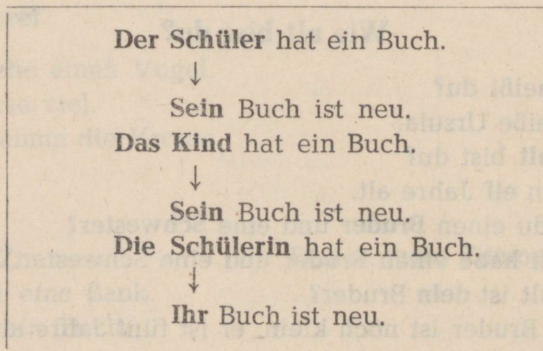 Der Schüler hat ein Buch.
↓
Sein Buch ist neu.
Das Kind hat ein Buch.
↓
Sein Buch ist neu.
Die Schülerin hat ein Buch.
↓
Ihr Buch ist neu.